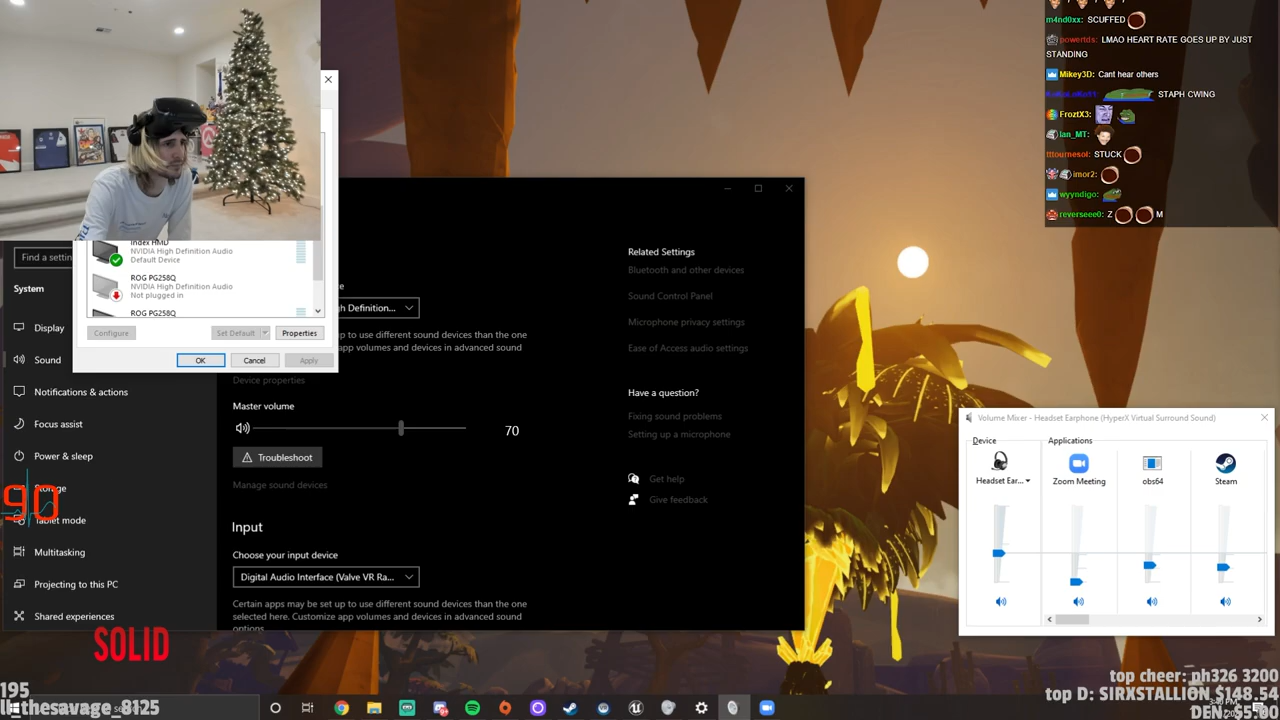 m4nd0xx: SCUFFED
powertds: LMAO HEART RATE GOES UP BY JUST
STANDING
Mikey3D: Cant hear others
STAPH CWING
FroztX3:
Ian_MT:
tttournesoi: STUCK
imor2:
wyyndigo:
reverseee0: Z M
Index HMD
NVIDIA High Definition Audio
Default Device
ROG PG258Q
NVIDIA High Definition Audio
Not plugged in
ROG PG258Q
Configure
Set Default
Properties
OK
Cancel
Apply
Find a settin
System
Display
Sound
Notifications & actions
Focus assist
Power & sleep
90
Tablet mode
Multitasking
Projecting to this PC
Shared experiences
gh Definition...
up to use different sound devices than the one
app volumes and devices in advanced sound
Device properties
Master volume
70
Troubleshoot
Manage sound devices
Input
Choose your input device
Digital Audio Interface (Valve VR Ra...
Certain apps may be set up to use different sound devices than the one
selected here. Customize app volumes and devices in advanced sound
options.
Related Settings
Bluetooth and other devices
Sound Control Panel
Microphone privacy settings
Ease of Access audio settings
Have a question?
Fixing sound problems
Setting up a microphone
Get help
Give feedback
Volume Mixer - Headset Earphone (HyperX Virtual Surround Sound)
Device
Applications
Headset Ear...
Zoom Meeting
obs64
Steam
SOLID
195
top cheer: ph326 3200
top D: SIRXSTALLION $148.54
DEN: $5.00